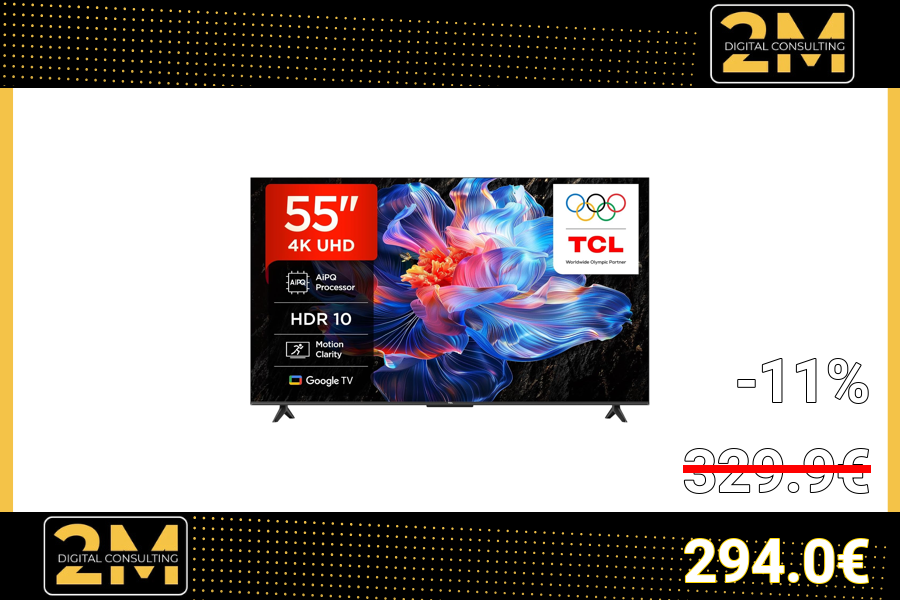 2M
DIGITAL CONSULTING
55"
4K UHD
TCL
Worldwide Olympic Partner
AiPQ
AiPQ
Processor
HDR 10
Motion
Clarity
Google TV
-11%
329.9€
2M
DIGITAL CONSULTING
294.0€